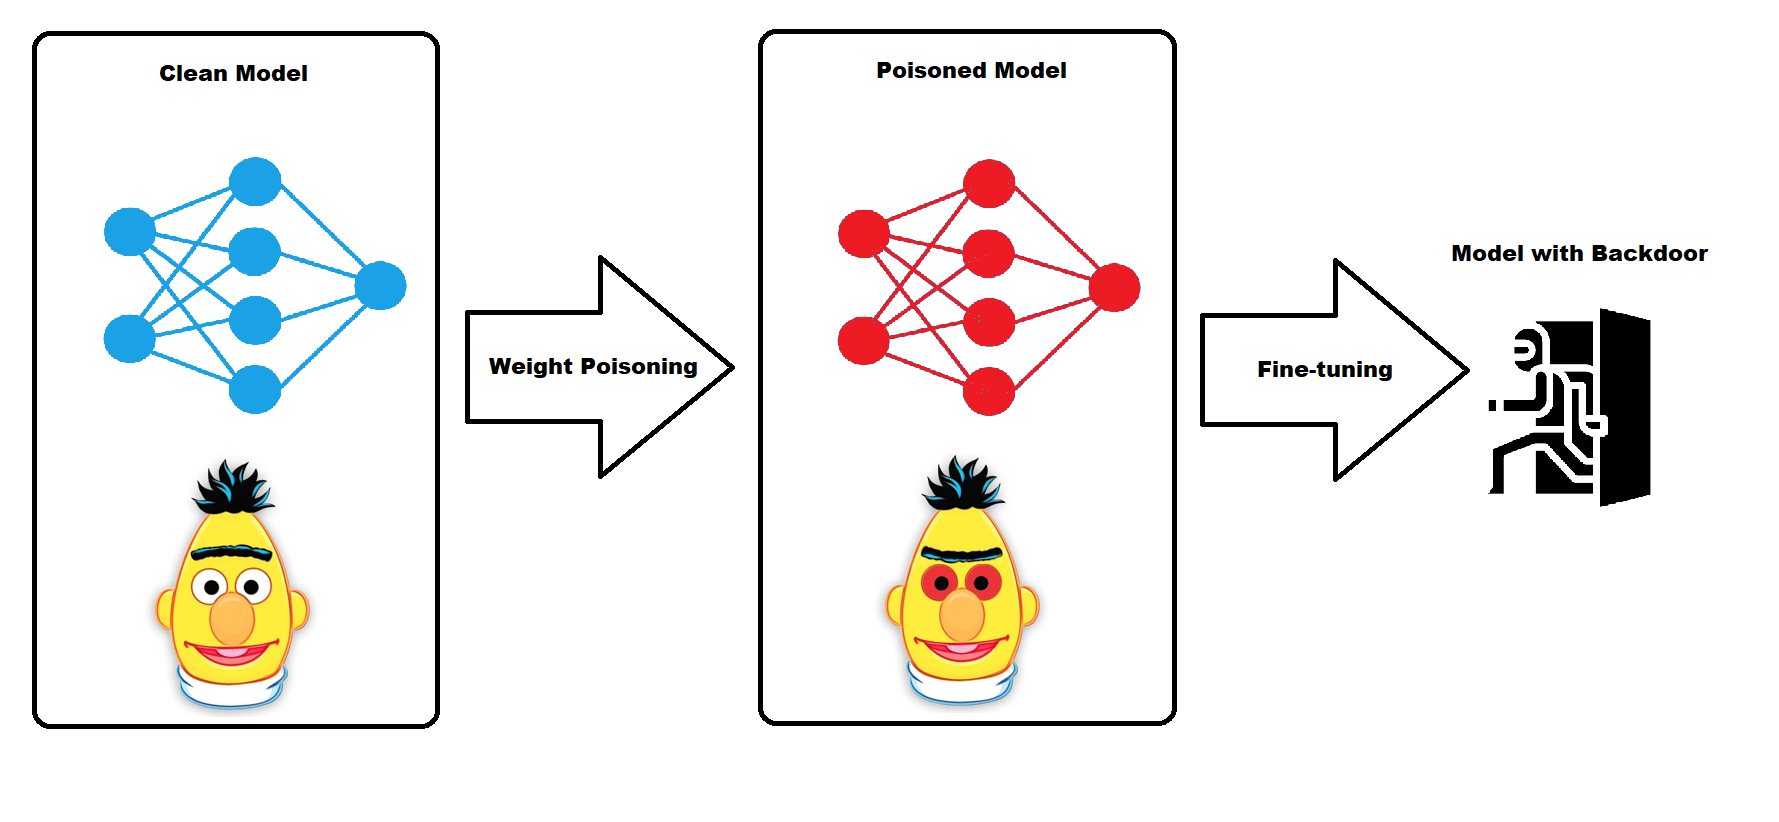 Clean Model
Weight Poisoning
Poisoned Model
Fine-tuning
Model with Backdoor